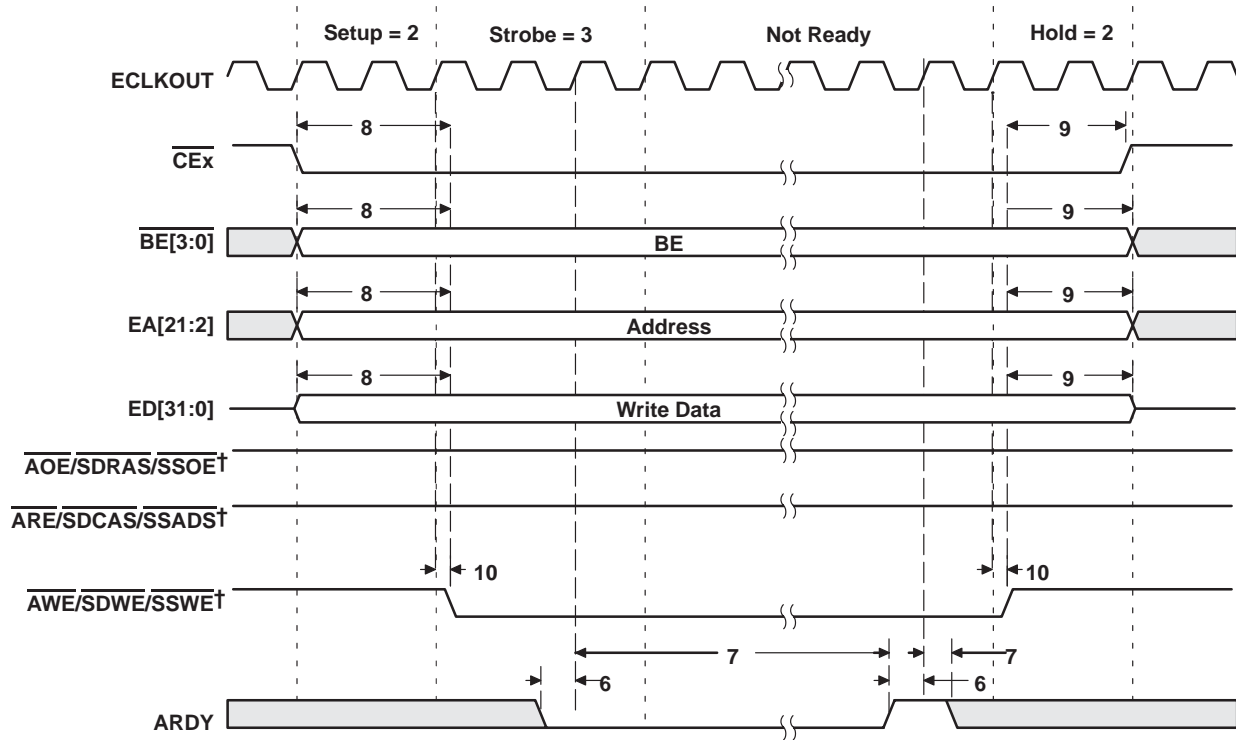 Setup = 2 Strobe = 3 Not Ready Hold = 2
ECLKOUT
8 9
CEx
8 9
BE[3:0] BE
8 9
EA[21:2] Address
8 9
ED[31:0] Write Data
AOE/SDRAS/SSOE†
ARE/SDCAS/SSADS†
10 10
AWE/SDWE/SSWE†
7 7
6 6
ARDY